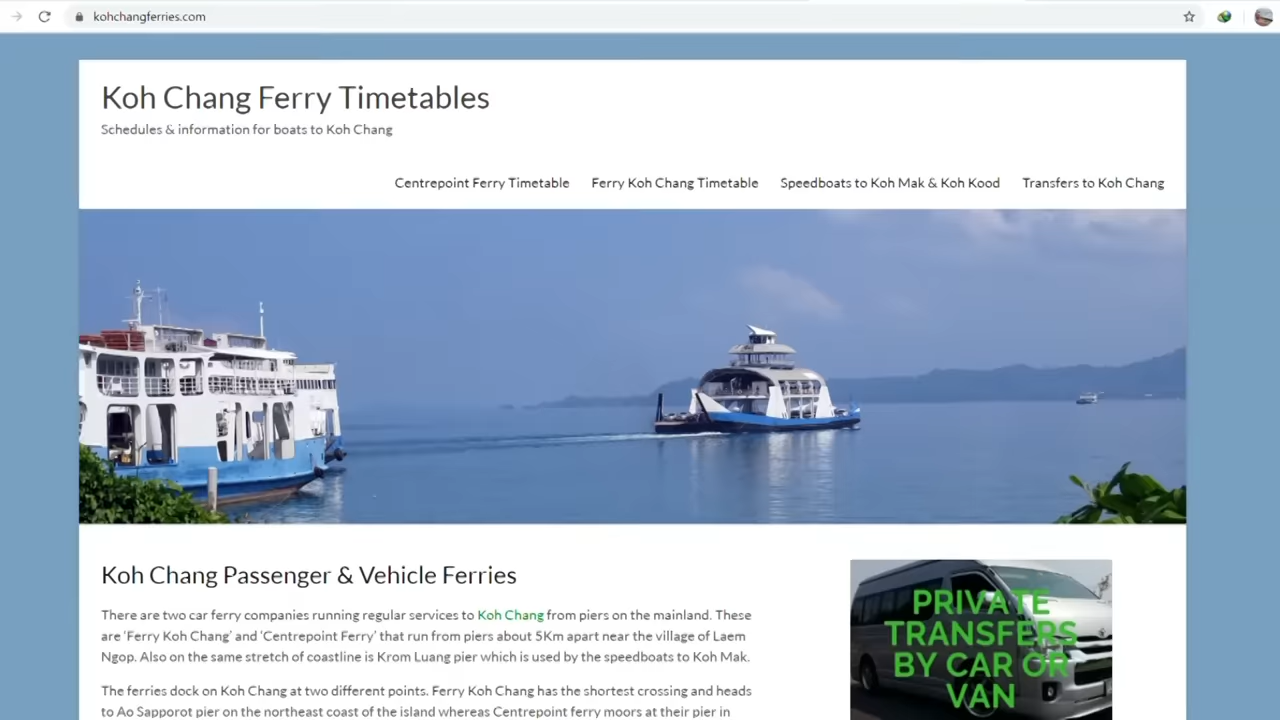 kohchangferries.com
Koh Chang Ferry Timetables
Schedules & information for boats to Koh Chang
Centrepoint Ferry Timetable Ferry Koh Chang Timetable Speedboats to Koh Mak & Koh Kood Transfers to Koh Chang
Koh Chang Passenger & Vehicle Ferries
There are two car ferry companies running regular services to Koh Chang from piers on the mainland. These
are ‘Ferry Koh Chang’ and ‘Centrepoint Ferry’ that run from piers about 5Km apart near the village of Laem
Ngop. Also on the same stretch of coastline is Krom Luang pier which is used by the speedboats to Koh Mak.
The ferries dock on Koh Chang at two different points. Ferry Koh Chang has the shortest crossing and heads
to Ao Sapporot pier on the northeast coast of the island whereas Centrepoint ferry moors at their pier in
PRIVATE
TRANSFERS
BY CAR OR
VAN